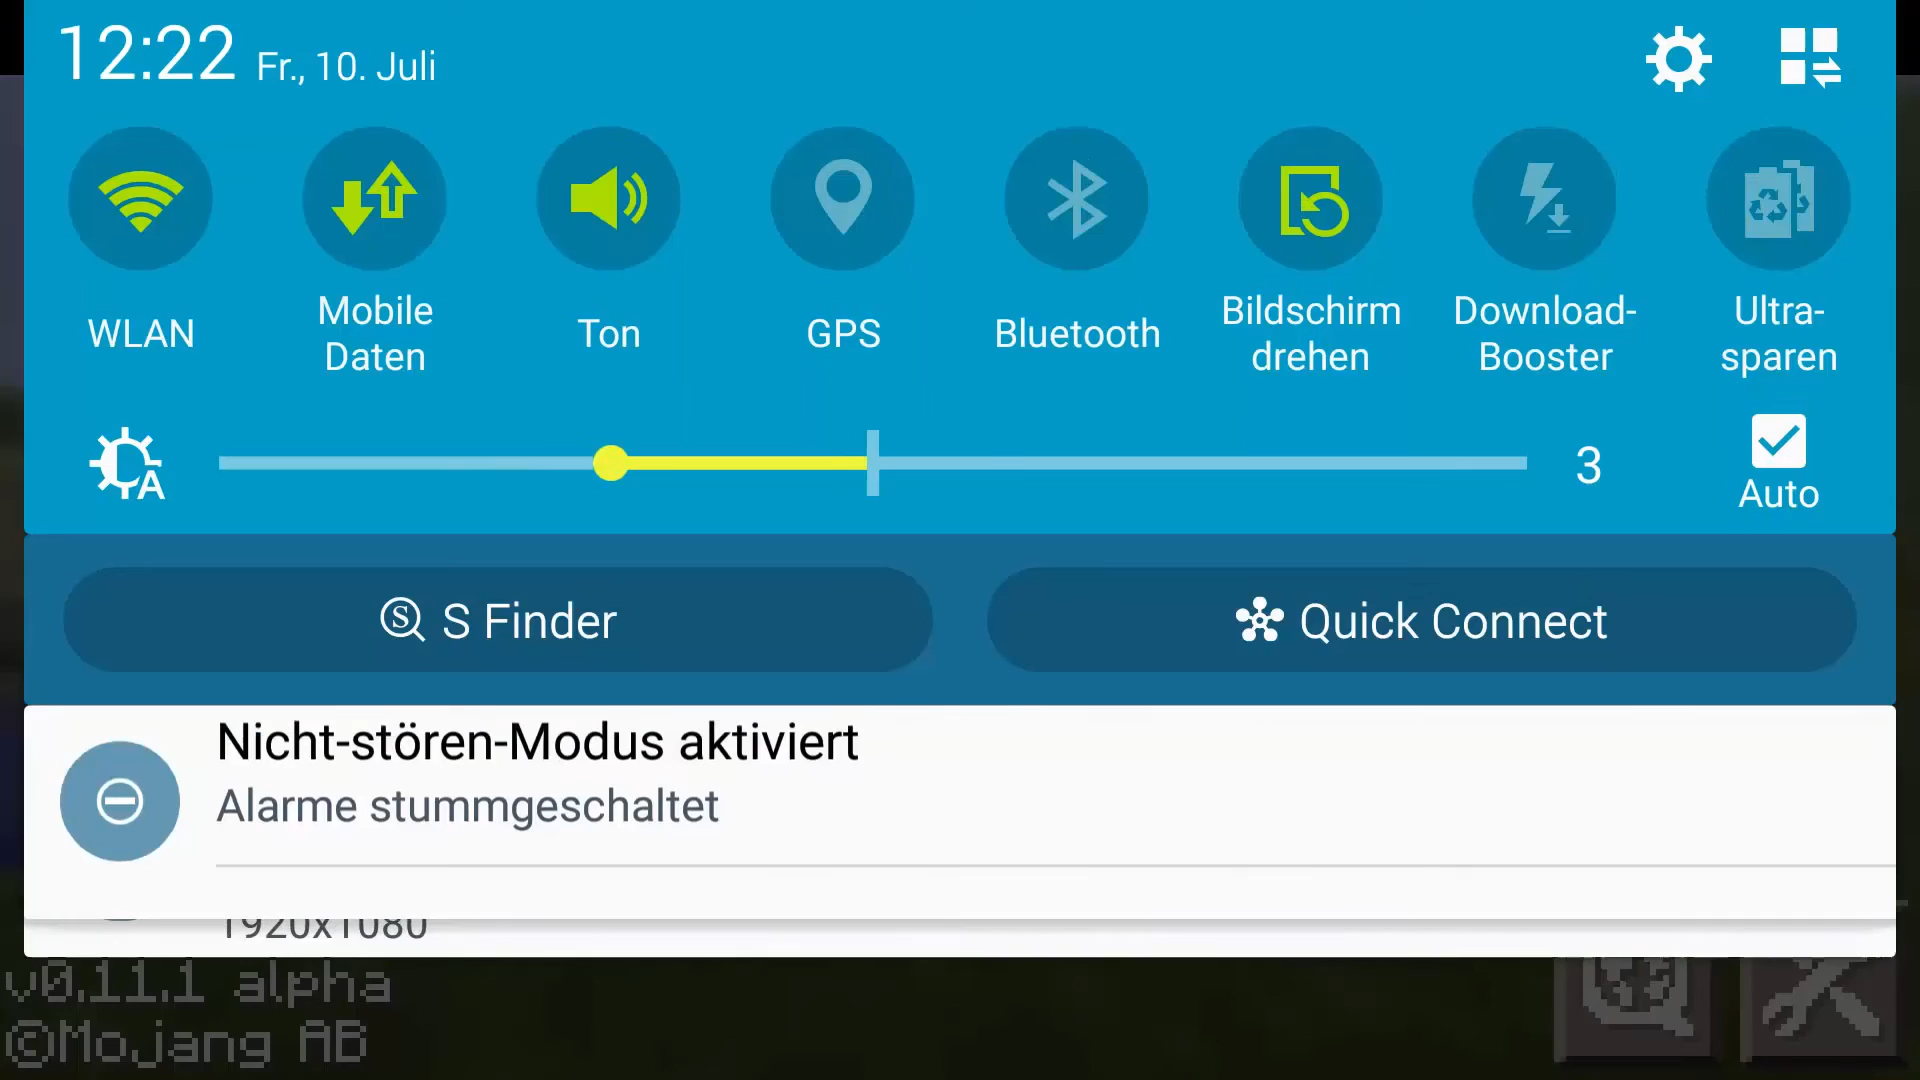 12:22 Fr., 10. Juli
WLAN
Mobile
Daten
Ton
GPS
Bluetooth
Bildschirm
drehen
Download-
Booster
Ultra-
sparen
A
3
Auto
S Finder
Quick Connect
Nicht-stören-Modus aktiviert
Alarme stummgeschaltet
1920x1080
v0.11.1 alpha
©Mojang AB